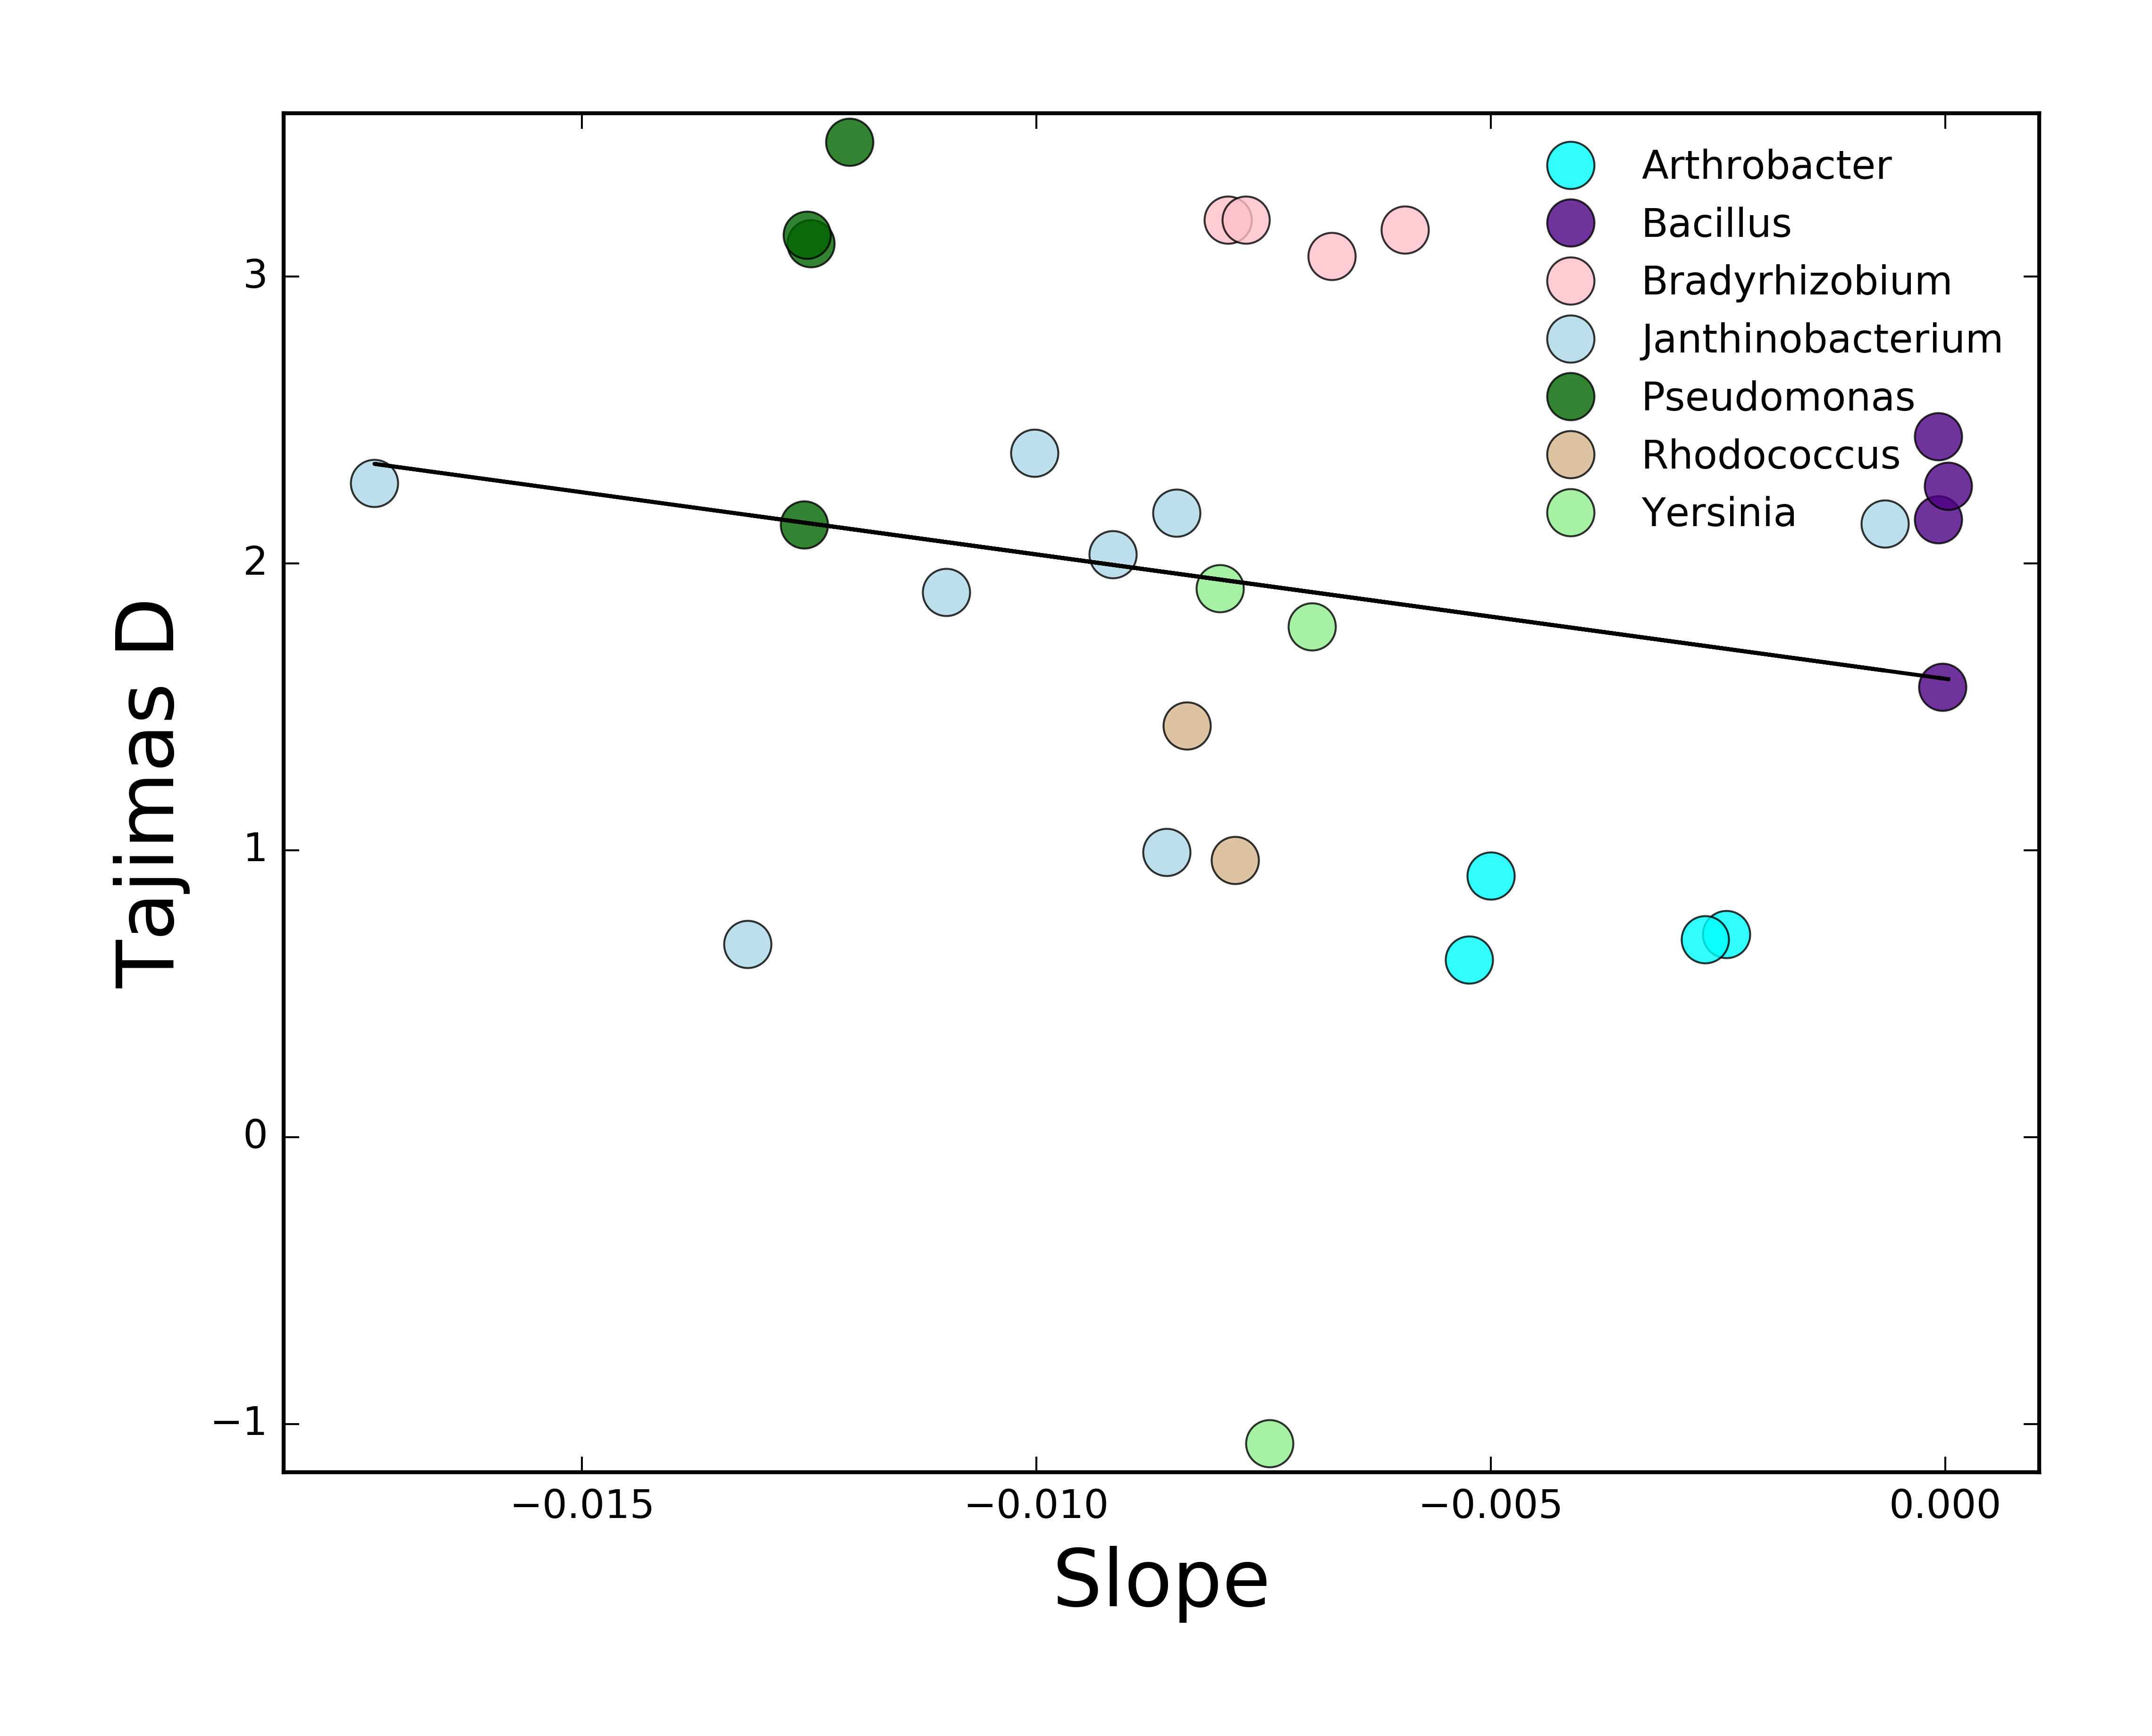 Arthrobacter
Bacillus
Bradyrhizobium
Janthinobacterium
Pseudomonas
Rhodococcus
Yersinia
3
2
1
0
−1
Tajimas D
−0.015 −0.010 −0.005 0.000
Slope